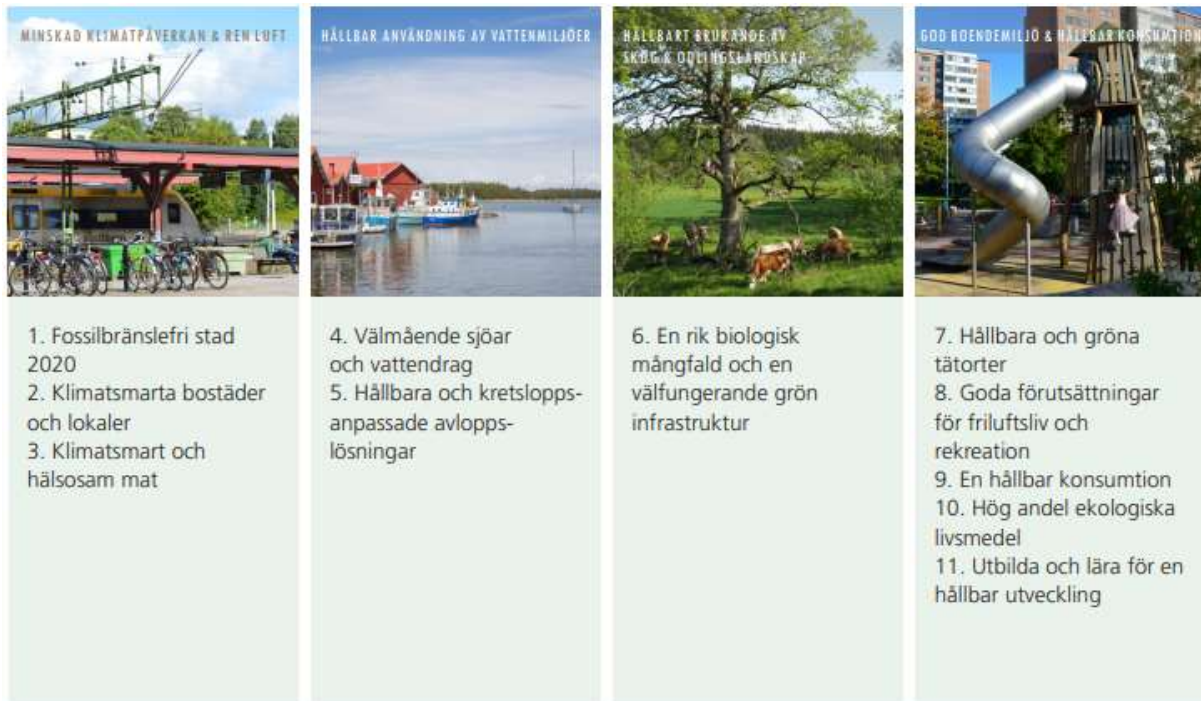 MINSKAD KLIMATPÅVERKAN & REN LUFT
1. Fossilbränslefri stad
2020
2. Klimatsmarta bostäder
och lokaler
3. Klimatsmart och
hälsosam mat
HÅLLBAR ANVÄNDNING AV VATTENMILJÖER
4. Välmående sjöar
och vattendrag
5. Hållbara och kretslopps-
anpassade avlopps-
lösningar
HÅLLBART BRUKANDE AV
SKOG & ODLINGSLANDSKAP
6. En rik biologisk
mångfald och en
välfungerande grön
infrastruktur
GOD BOENDEMILJÖ & HÅLLBAR KONSUMTION
7. Hållbara och gröna
tätorter
8. Goda förutsättningar
för friluftsliv och
rekreation
9. En hållbar konsumtion
10. Hög andel ekologiska
livsmedel
11. Utbilda och lära för en
hållbar utveckling